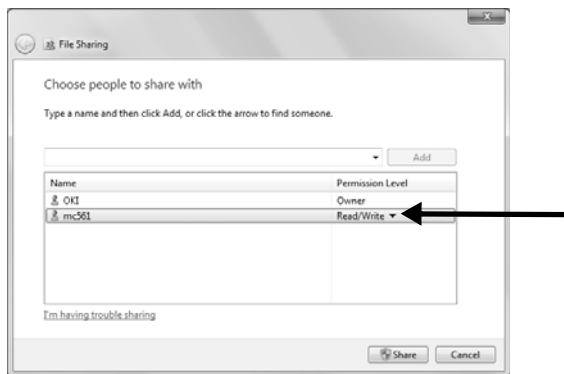 File Sharing
Choose people to share with
Type a name and then click Add, or click the arrow to find someone.
Add
Name Permission Level
OKI Owner
mc561 Read/Write
I'm having trouble sharing
Share Cancel